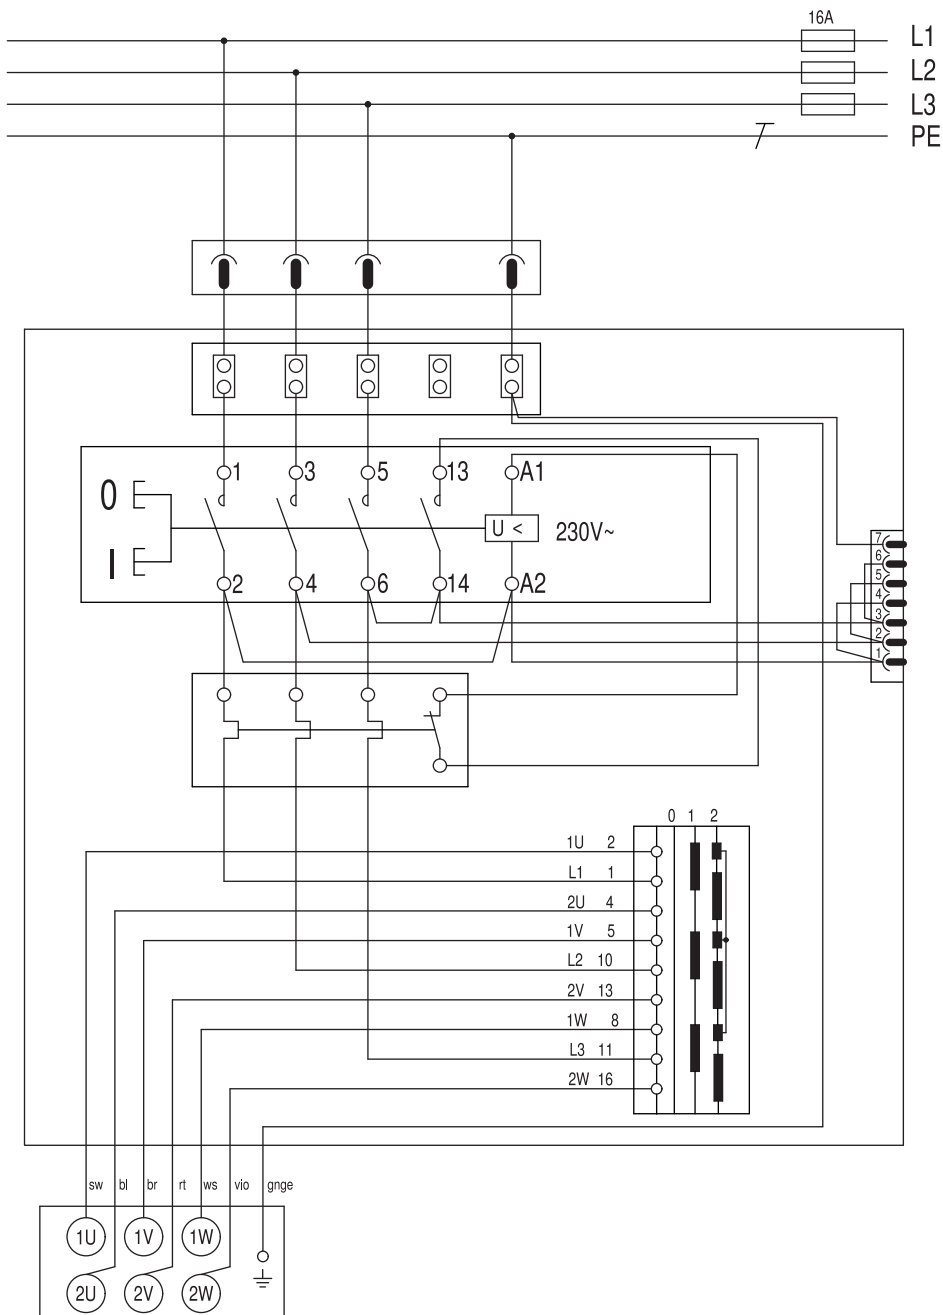 16A
L1
L2
L3
PE
1 3 5 13 A1
0
U < 230V~
I
2 4 6 14 A2
7
6
5
4
3
2
1
0 1 2
1U 2
L1 1
2U 4
1V 5
L2 10
2V 13
1W 8
L3 11
2W 16
sw bl br rt ws vio gnge
1U 1V 1W
2U 2V 2W